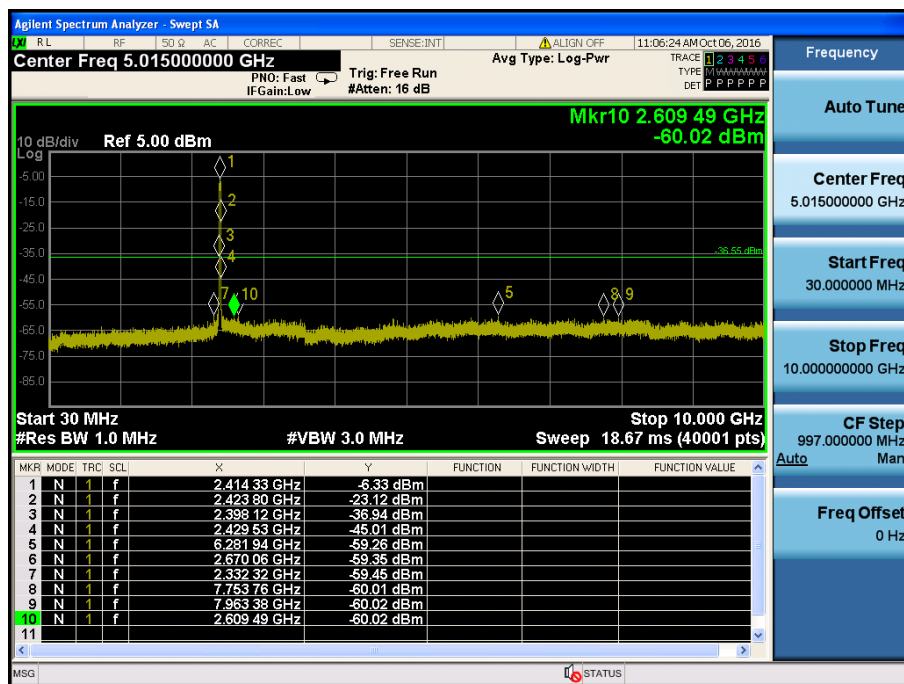 Agilent Spectrum Analyzer - Swept SA
LXI RL RF 50 Ω AC CORREC SENSE:INT ALIGN OFF 11:06:24 AM Oct 06, 2016
Center Freq 5.015000000 GHz
PNO: Fast
IFGain:Low
Trig: Free Run
#Atten: 16 dB
Avg Type: Log-Pwr
TRACE 1 2 3 4 5 6
TYPE M W W W W W
DET P P P P P P
Mkr10 2.609 49 GHz
-60.02 dBm
10 dB/div Ref 5.00 dBm
Log
-5.00
-15.0
-25.0
-35.0
-45.0
-55.0
-65.0
-75.0
-85.0
1
2
3
4
5
7
10
8
9
-36.55 dBm
Start 30 MHz Stop 10.000 GHz
#Res BW 1.0 MHz #VBW 3.0 MHz Sweep 18.67 ms (40001 pts)
MKR MODE TRC SCL X Y FUNCTION FUNCTION WIDTH FUNCTION VALUE
1 N 1 f 2.414 33 GHz -6.33 dBm
2 N 1 f 2.423 80 GHz -23.12 dBm
3 N 1 f 2.398 12 GHz -36.94 dBm
4 N 1 f 2.429 53 GHz -45.01 dBm
5 N 1 f 6.281 94 GHz -59.26 dBm
6 N 1 f 2.670 06 GHz -59.35 dBm
7 N 1 f 2.332 32 GHz -59.45 dBm
8 N 1 f 7.753 76 GHz -60.01 dBm
9 N 1 f 7.963 38 GHz -60.02 dBm
10 N 1 f 2.609 49 GHz -60.02 dBm
11
MSG STATUS
Frequency
Auto Tune
Center Freq
5.015000000 GHz
Start Freq
30.000000 MHz
Stop Freq
10.000000000 GHz
CF Step
997.000000 MHz
Auto Man
Freq Offset
0 Hz